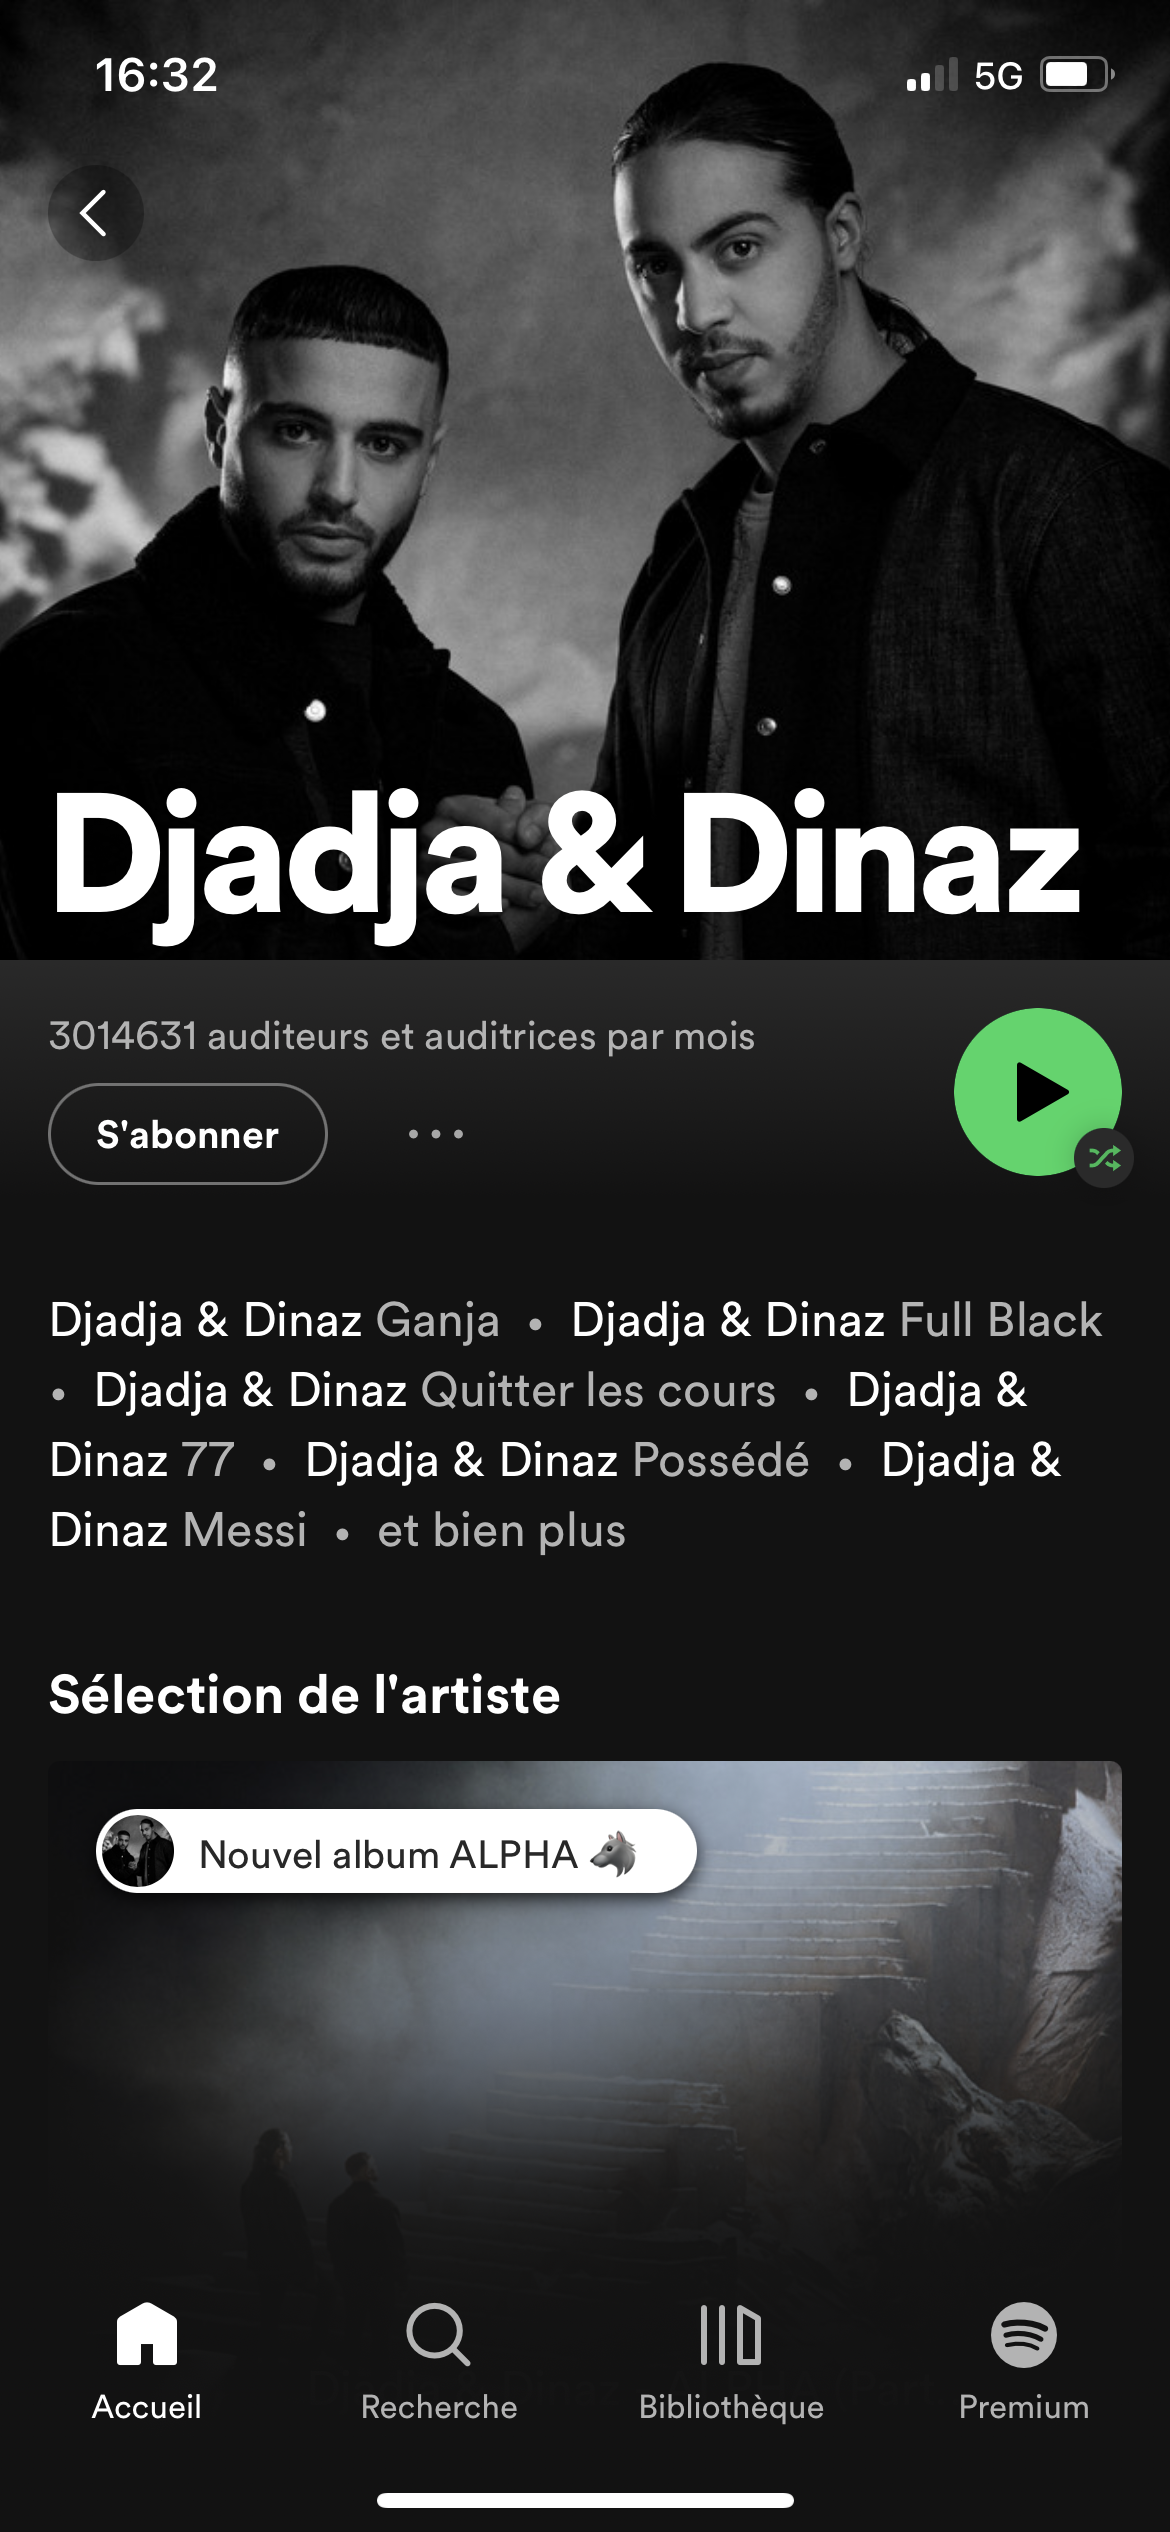 16:32
5G
Djadja & Dinaz
3014631 auditeurs et auditrices par mois
S'abonner
Djadja & Dinaz Ganja • Djadja & Dinaz Full Black
• Djadja & Dinaz Quitter les cours • Djadja &
Dinaz 77 • Djadja & Dinaz Possédé • Djadja &
Dinaz Messi • et bien plus
Sélection de l'artiste
Nouvel album ALPHA 🐺
Accueil
Recherche
Bibliothèque
Premium